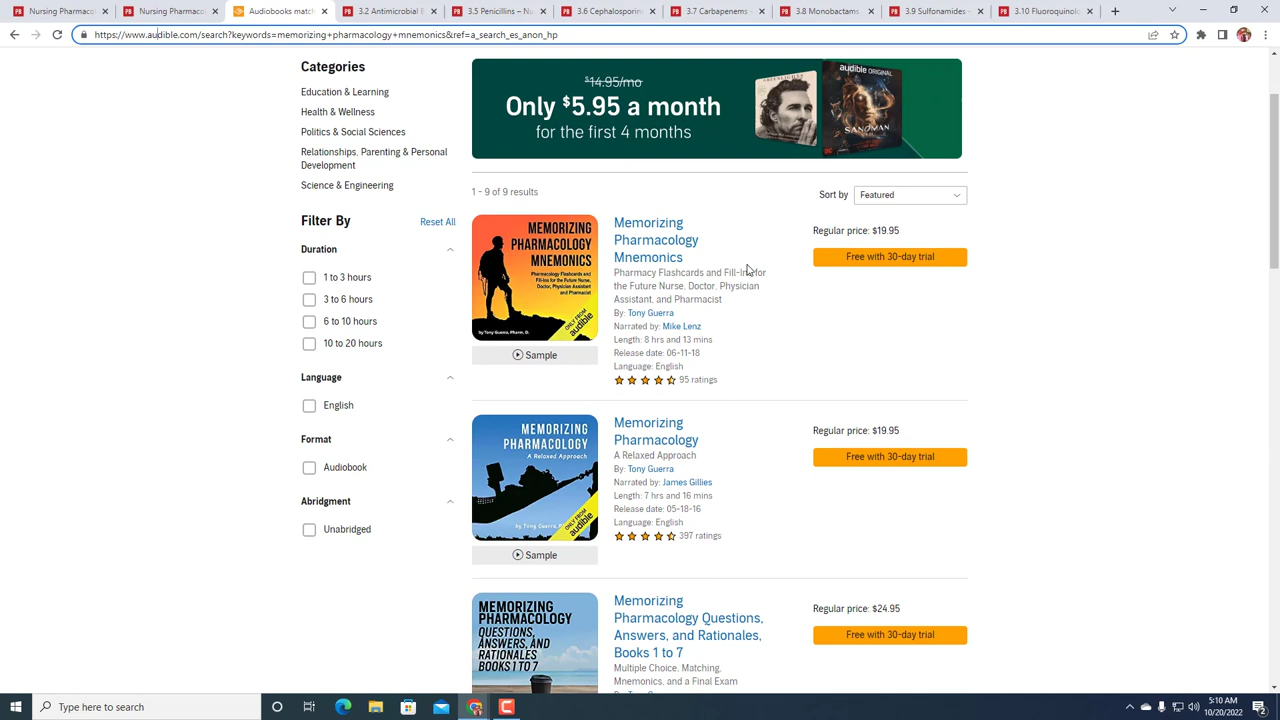 Nursing Pharmaco
Nursing Pharmaco
Audiobooks match
3.2 Antimicrobial B
3.5 Penicillins – Nu
3.6 Cephalosporin
3.7 Carbapenems –
3.8 Monobactams
3.9 Sulfonamides –
3.10 Fluoroquinolo
https://www.audible.com/search?keywords=memorizing+pharmacology+mnemonics&ref=a_search_es_anon_hp
Categories
Education & Learning
Health & Wellness
Politics & Social Sciences
Relationships, Parenting & Personal
Development
Science & Engineering
Filter By
Reset All
Duration
1 to 3 hours
3 to 6 hours
6 to 10 hours
10 to 20 hours
Language
English
Format
Audiobook
Abridgment
Unabridged
$14.95/mo
Only $5.95 a month
for the first 4 months
GREENLIGHTS
audible ORIGINAL
SANDMAN
1 - 9 of 9 results
Sort by
Featured
MEMORIZING
PHARMACOLOGY
MNEMONICS
Pharmacology Flashcards and
Fill-Ins for the Future Nurse,
Doctor, Physician Assistant
and Pharmacist
by Tony Guerra, Pharm. D.
ONLY FROM
audible
Sample
Memorizing
Pharmacology
Mnemonics
Pharmacy Flashcards and Fill-Ins for
the Future Nurse, Doctor, Physician
Assistant, and Pharmacist
By: Tony Guerra
Narrated by: Mike Lenz
Length: 8 hrs and 13 mins
Release date: 06-11-18
Language: English
95 ratings
Regular price: $19.95
Free with 30-day trial
MEMORIZING
PHARMACOLOGY
A Relaxed Approach
by Tony Guerra,
ONLY FROM
audible
Sample
Memorizing
Pharmacology
A Relaxed Approach
By: Tony Guerra
Narrated by: James Gillies
Length: 7 hrs and 16 mins
Release date: 05-18-16
Language: English
397 ratings
Regular price: $19.95
Free with 30-day trial
MEMORIZING
PHARMACOLOGY
QUESTIONS,
ANSWERS, AND
RATIONALES
BOOKS 1 TO 7
Memorizing
Pharmacology Questions,
Answers, and Rationales,
Books 1 to 7
Multiple Choice, Matching,
Mnemonics, and a Final Exam
Regular price: $24.95
Free with 30-day trial
Type here to search
5:10 AM
10/20/2022
2